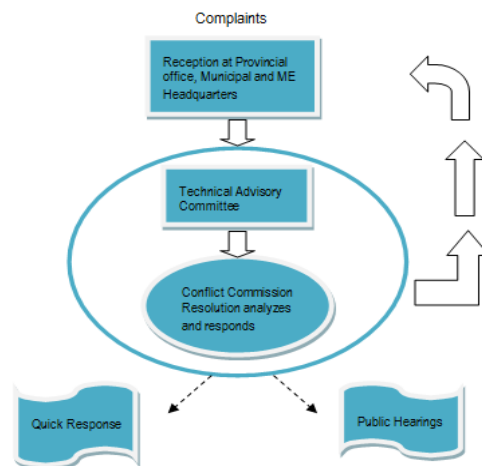 Complaints
Reception at Provincial
office, Municipal and ME
Headquarters
Technical Advisory
Committee
Conflict Commission
Resolution analyzes
and responds
Quick Response
Public Hearings